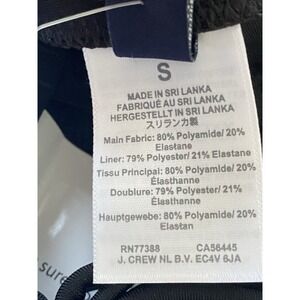 S
MADE IN SRI LANKA
FABRIQUÉ AU SRI LANKA
HERGESTELLT IN SRI LANKA
スリランカ製
Main Fabric: 80% Polyamide/ 20%
Elastane
Liner: 79% Polyester/ 21% Elastane
Tissu Principal: 80% Polyamide/ 20%
Élasthanne
Doublure: 79% Polyester/ 21%
Élasthanne
Hauptgewebe: 80% Polyamide/ 20%
Elastan
RN77388 CA56445
J. CREW NL B.V. EC4V 6JA
sure